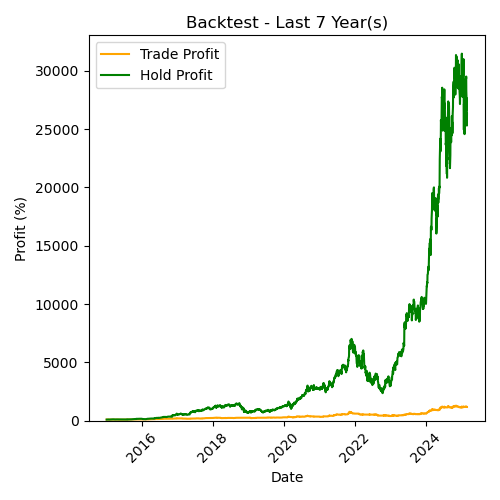 Backtest - Last 7 Year(s)
Trade Profit
Hold Profit
Profit (%)
30000
25000
20000
15000
10000
5000
0
2016
2018
2020
2022
2024
Date